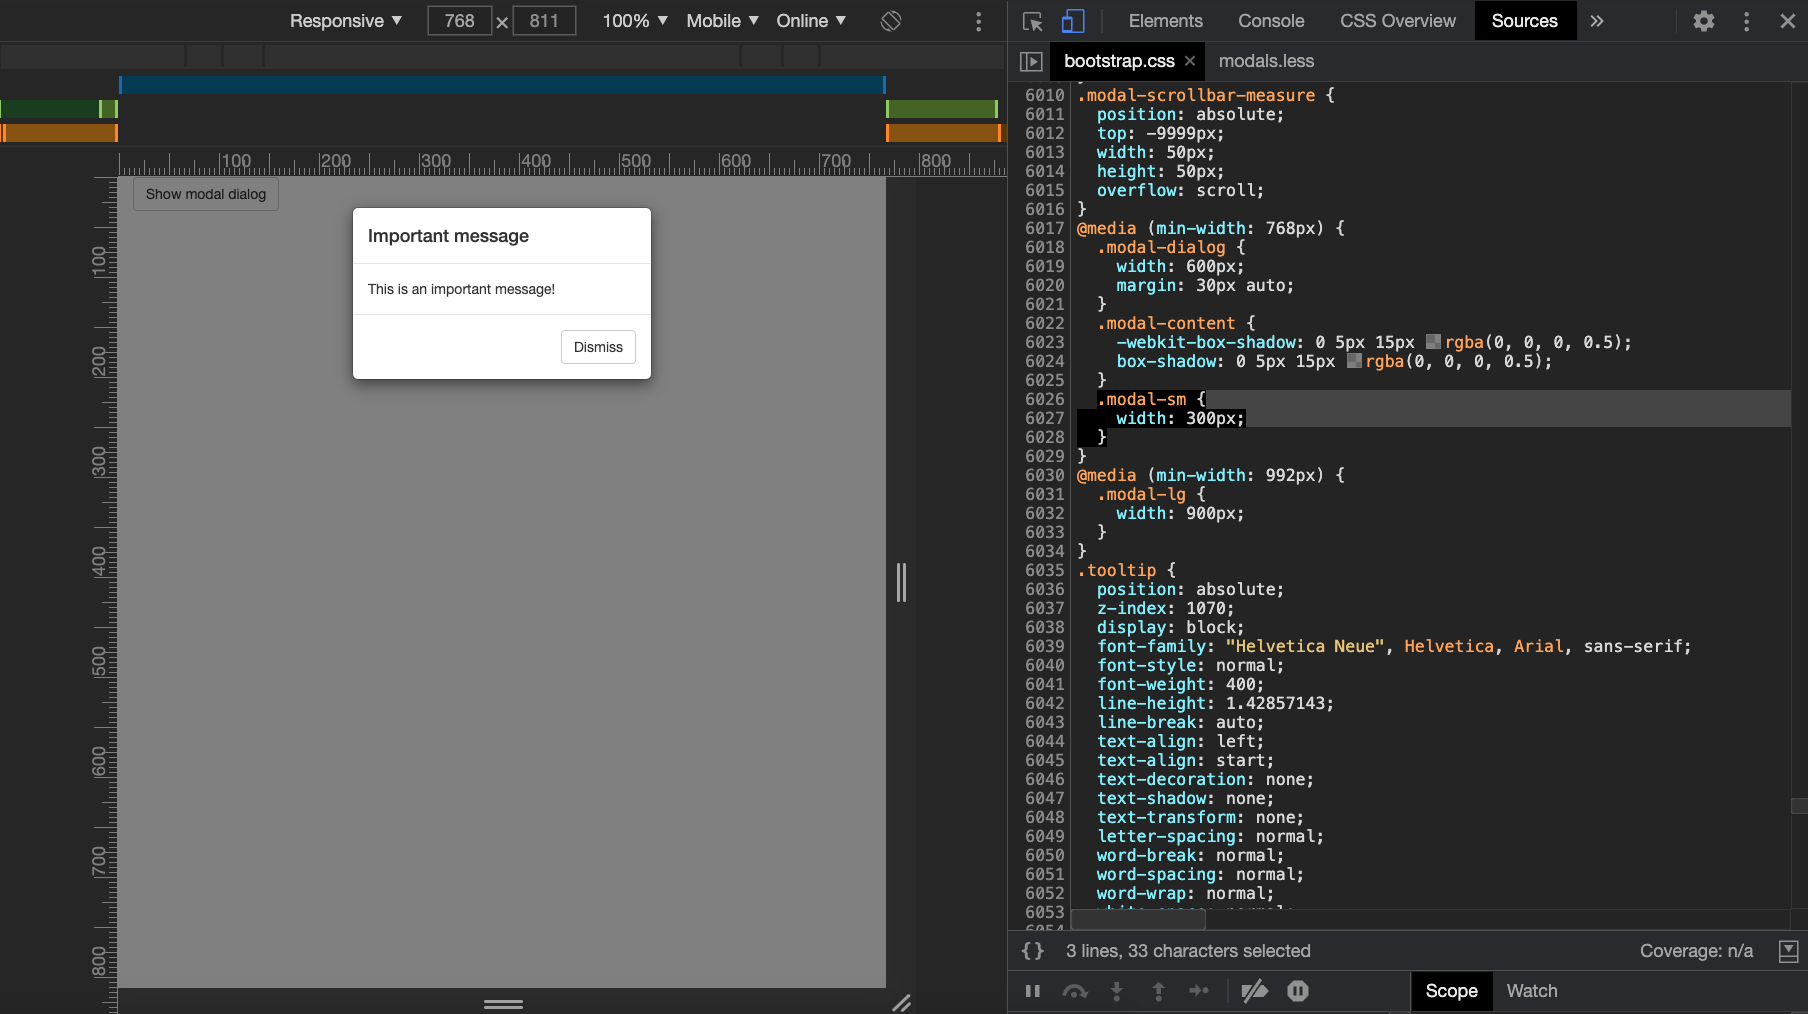 Responsive ▼ 768 × 811 100% ▼ Mobile ▼ Online ▼
Elements Console CSS Overview Sources »
bootstrap.css × modals.less
100 200 300 400 500 600 700 800
100
200
300
400
500
600
700
800
Show modal dialog
Important message
This is an important message!
Dismiss
6010 .modal-scrollbar-measure {
6011 position: absolute;
6012 top: -9999px;
6013 width: 50px;
6014 height: 50px;
6015 overflow: scroll;
6016 }
6017 @media (min-width: 768px) {
6018 .modal-dialog {
6019 width: 600px;
6020 margin: 30px auto;
6021 }
6022 .modal-content {
6023 -webkit-box-shadow: 0 5px 15px rgba(0, 0, 0, 0.5);
6024 box-shadow: 0 5px 15px rgba(0, 0, 0, 0.5);
6025 }
6026 .modal-sm {
6027 width: 300px;
6028 }
6029 }
6030 @media (min-width: 992px) {
6031 .modal-lg {
6032 width: 900px;
6033 }
6034 }
6035 .tooltip {
6036 position: absolute;
6037 z-index: 1070;
6038 display: block;
6039 font-family: "Helvetica Neue", Helvetica, Arial, sans-serif;
6040 font-style: normal;
6041 font-weight: 400;
6042 line-height: 1.42857143;
6043 line-break: auto;
6044 text-align: left;
6045 text-align: start;
6046 text-decoration: none;
6047 text-shadow: none;
6048 text-transform: none;
6049 letter-spacing: normal;
6050 word-break: normal;
6051 word-spacing: normal;
6052 word-wrap: normal;
6053
{} 3 lines, 33 characters selected Coverage: n/a
Scope Watch